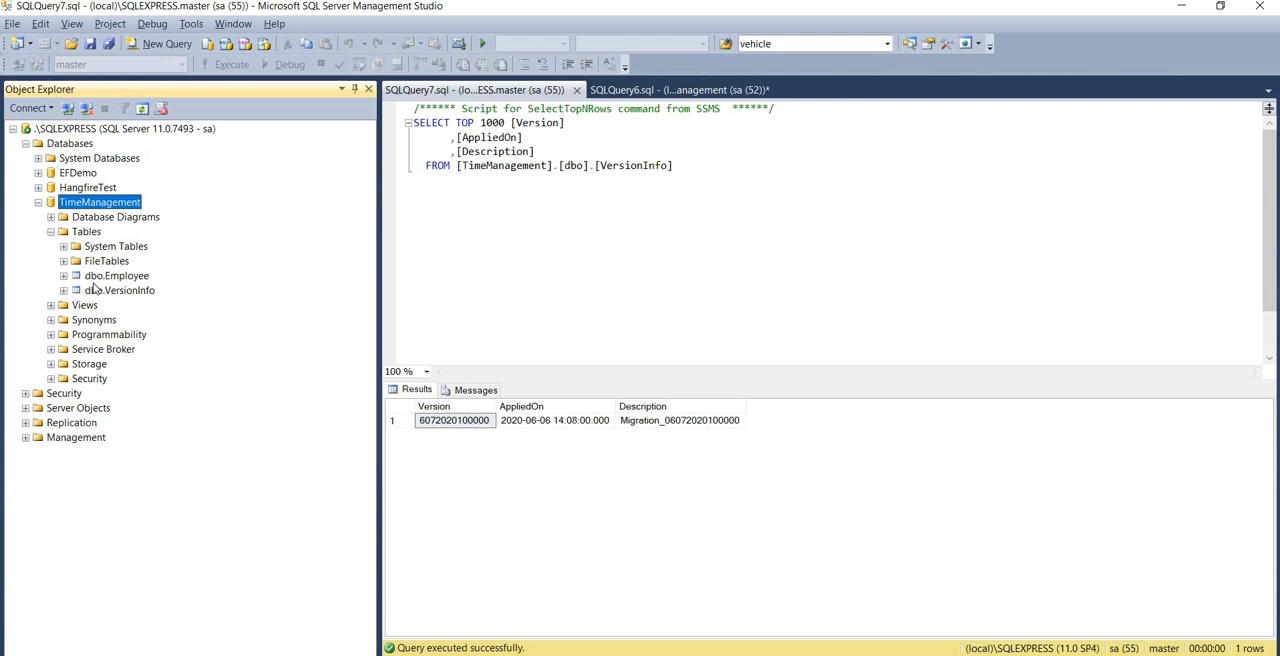 SQLQuery7.sql - (local)\SQLEXPRESS.master (sa (55)) - Microsoft SQL Server Management Studio
File Edit View Project Debug Tools Window Help
New Query vehicle
master Execute Debug
Object Explorer
SQLQuery7.sql - (lo...ESS.master (sa (55)) SQLQuery6.sql - (l...anagement (sa (52))*
Connect
.\SQLEXPRESS (SQL Server 11.0.7493 - sa)
Databases
System Databases
EFDemo
HangfireTest
TimeManagement
Database Diagrams
Tables
System Tables
FileTables
dbo.Employee
dbo.VersionInfo
Views
Synonyms
Programmability
Service Broker
Storage
Security
Security
Server Objects
Replication
Management
/****** Script for SelectTopNRows command from SSMS ******/
SELECT TOP 1000 [Version]
,[AppliedOn]
,[Description]
FROM [TimeManagement].[dbo].[VersionInfo]
100 %
Results Messages
Version AppliedOn Description
1 6072020100000 2020-06-06 14:08:00.000 Migration_06072020100000
Query executed successfully. (local)\SQLEXPRESS (11.0 SP4) sa (55) master 00:00:00 1 rows